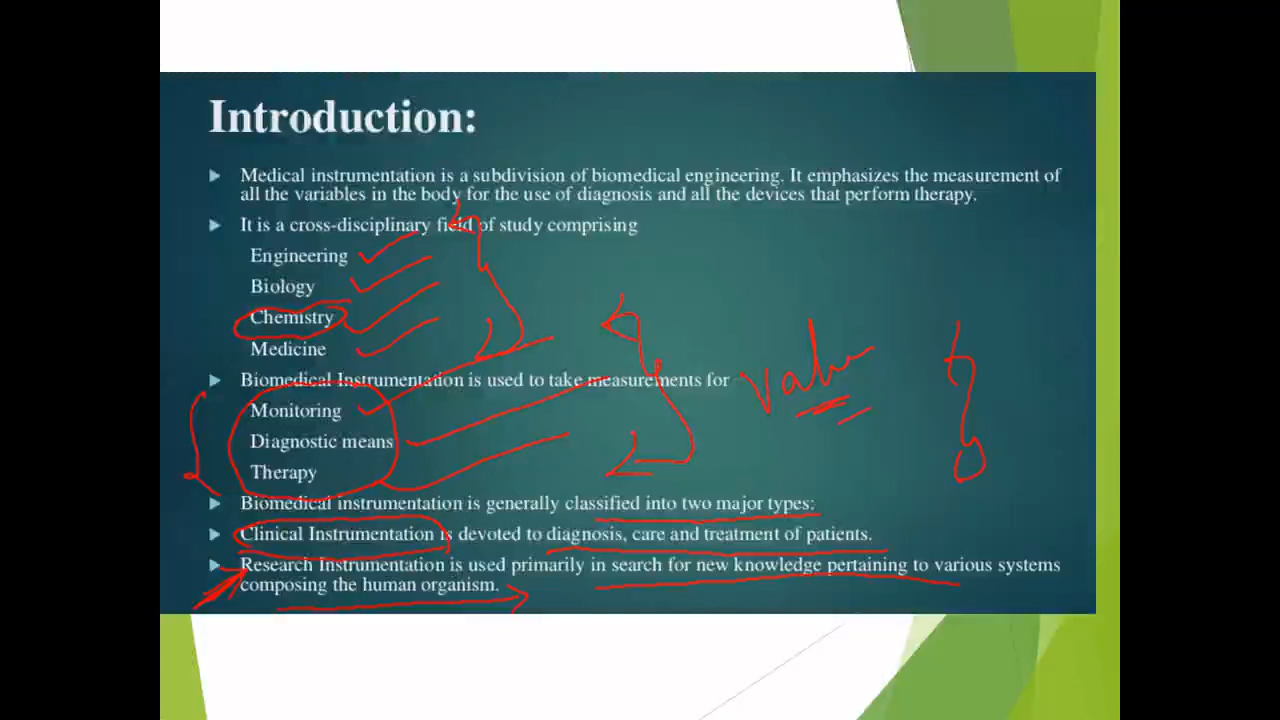 Introduction:
Medical instrumentation is a subdivision of biomedical engineering. It emphasizes the measurement of
all the variables in the body for the use of diagnosis and all the devices that perform therapy.
It is a cross-disciplinary field of study comprising
Engineering
Biology
Chemistry
Medicine
Biomedical Instrumentation is used to take measurements for
Monitoring
Diagnostic means
Therapy
Biomedical instrumentation is generally classified into two major types:
Clinical Instrumentation is devoted to diagnosis, care and treatment of patients.
Research Instrumentation is used primarily in search for new knowledge pertaining to various systems
composing the human organism.